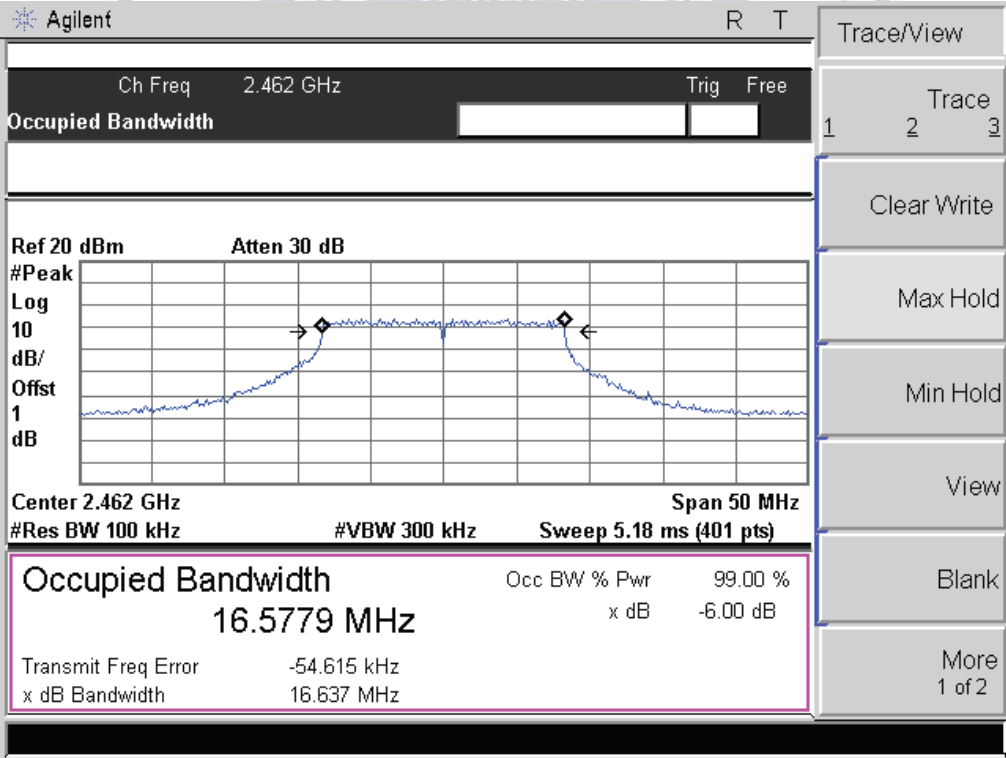 Agilent
R T
Trace/View
Ch Freq 2.462 GHz
Trig Free
Occupied Bandwidth
Trace
1 2 3
Clear Write
Max Hold
Min Hold
View
Blank
More
1 of 2
Ref 20 dBm
Atten 30 dB
#Peak
Log
10
dB/
Offst
1
dB
Center 2.462 GHz
Span 50 MHz
#Res BW 100 kHz
#VBW 300 kHz
Sweep 5.18 ms (401 pts)
Occupied Bandwidth
16.5779 MHz
Occ BW % Pwr 99.00 %
x dB -6.00 dB
Transmit Freq Error -54.615 kHz
x dB Bandwidth 16.637 MHz